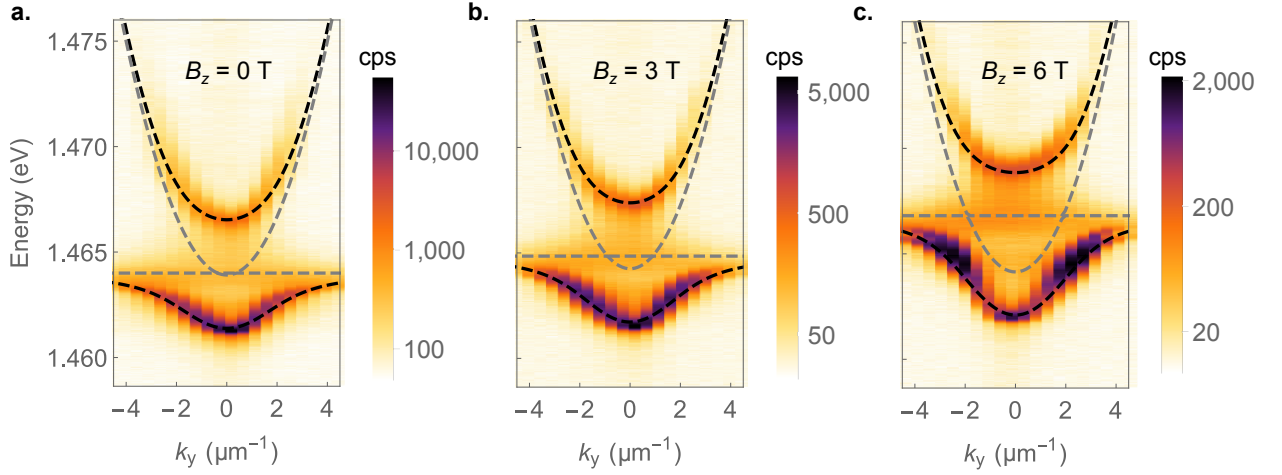 a.
b.
c.
B_z = 0 T
cps
B_z = 3 T
cps
B_z = 6 T
cps
Energy (eV)
1.475
1.470
1.465
1.460
10,000
1,000
100
5,000
500
50
2,000
200
20
−4 −2 0 2 4
−4 −2 0 2 4
−4 −2 0 2 4
k_y (μm⁻¹)
k_y (μm⁻¹)
k_y (μm⁻¹)